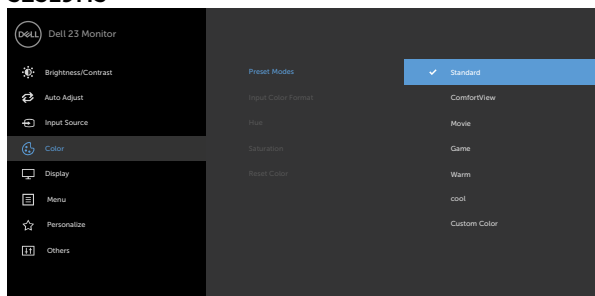 DELL Dell 23 Monitor
Brightness/Contrast Preset Modes Standard
Auto Adjust Input Color Format ComfortView
Input Source Hue Movie
Color Saturation Game
Display Reset Color Warm
Menu cool
Personalize Custom Color
Others